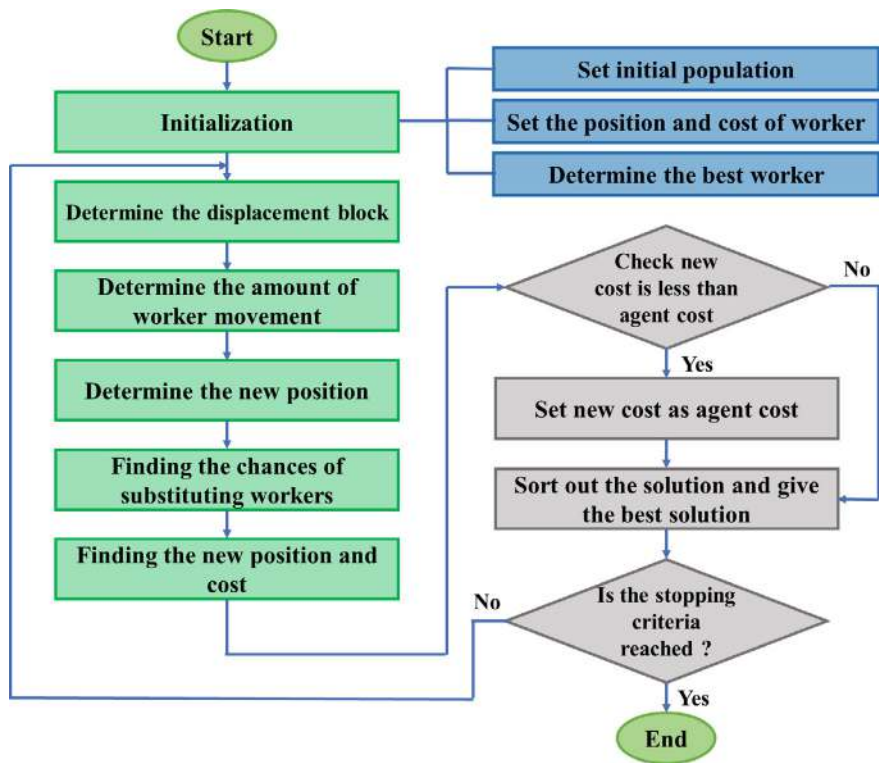 Start
Initialization
Set initial population
Set the position and cost of worker
Determine the best worker
Determine the displacement block
Determine the amount of
worker movement
Determine the new position
Finding the chances of
substituting workers
Finding the new position and
cost
Check new
cost is less than
agent cost
No
Yes
Set new cost as agent cost
Sort out the solution and give
the best solution
Is the stopping
criteria
reached ?
No
Yes
End